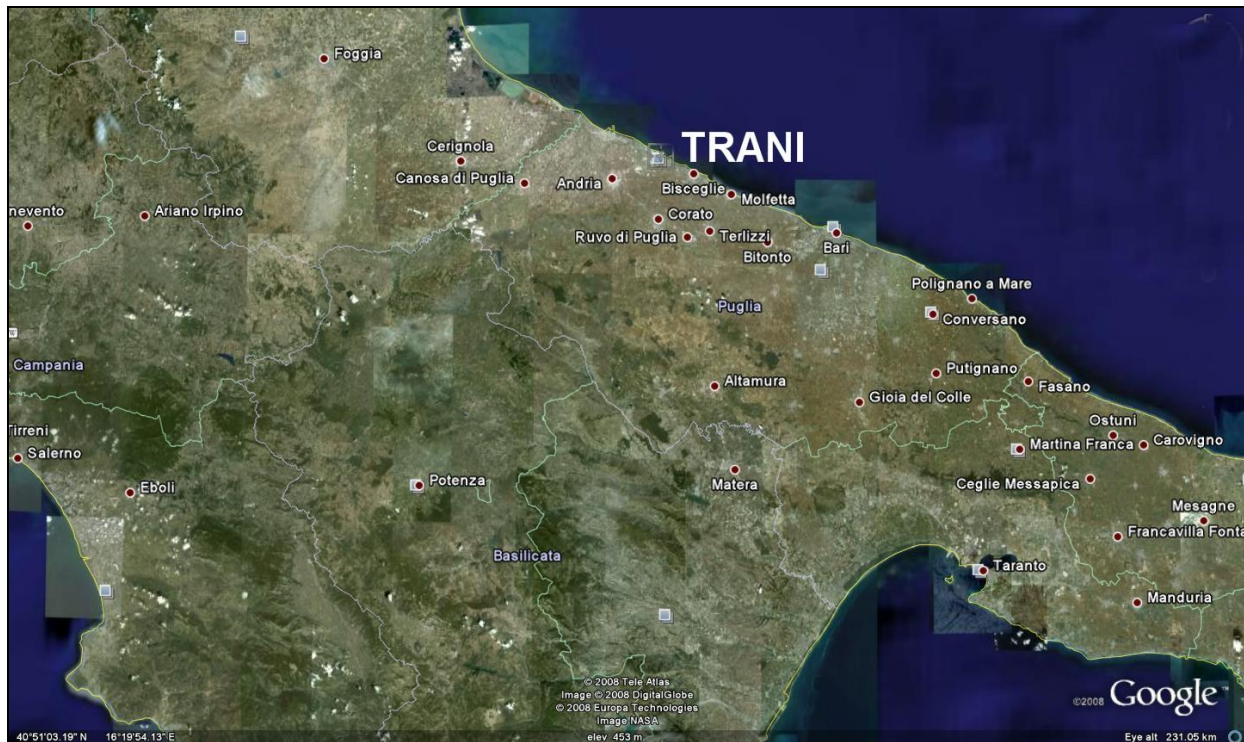 Foggia
TRANI
Cerignola
Canosa di Puglia
Andria
Bisceglie
Molfetta
nevento
Ariano Irpino
Corato
Ruvo di Puglia
Terlizzi
Bitonto
Bari
Polignano a Mare
Puglia
Conversano
Campania
Altamura
Putignano
Fasano
Gioia del Colle
Ostuni
Tirreni
Martina Franca
Carovigno
Salerno
Matera
Potenza
Eboli
Ceglie Messapica
Mesagne
Francavilla Fonta
Basilicata
Taranto
Manduria
© 2008 Tele Atlas
Image © 2008 DigitalGlobe
© 2008 Europa Technologies
Image NASA
©2008 Google™
40°51'03.19" N 16°19'54.13" E
elev 453 m
Eye alt 231.05 km